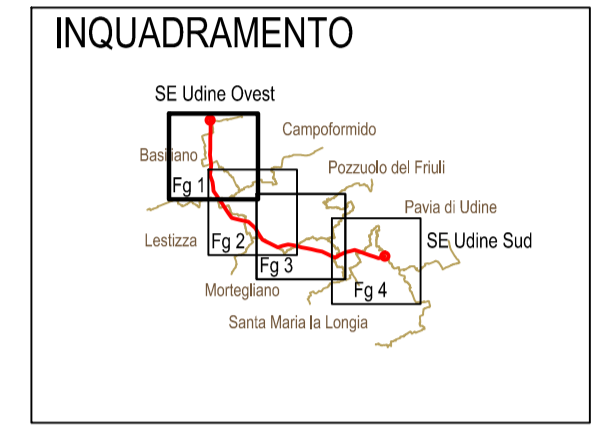 INQUADRAMENTO
SE Udine Ovest
Campoformido
Basiliano
Pozzuolo del Friuli
Fg 1
Pavia di Udine
Lestizza
Fg 2
SE Udine Sud
Fg 3
Mortegliano
Fg 4
Santa Maria la Longia